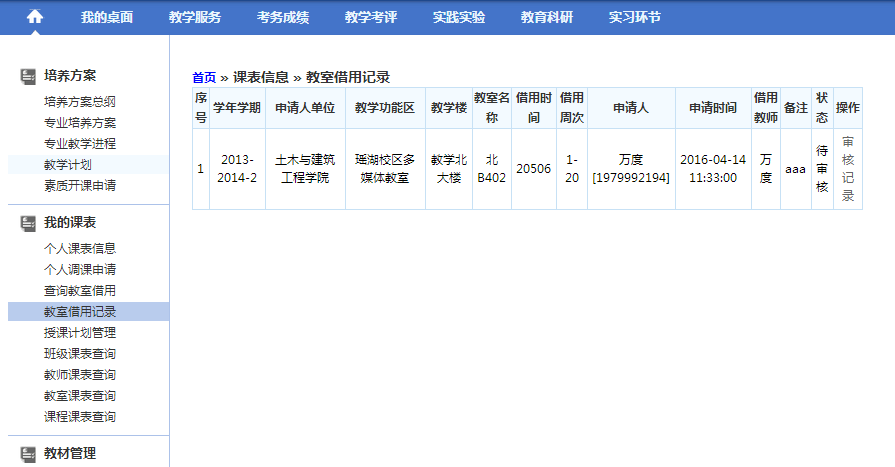 我的桌面 教学服务 考务成绩 教学考评 实践实验 教育科研 实习环节
培养方案
培养方案总纲
专业培养方案
专业教学进程
教学计划
素质开课申请
我的课表
个人课表信息
个人调课申请
查询教室借用
教室借用记录
授课计划管理
班级课表查询
教师课表查询
教室课表查询
课程课表查询
教材管理
首页 » 课表信息 » 教室借用记录
序号 学年学期 申请人单位 教学功能区 教学楼 教室名称 借用时间 借用周次 申请人 申请时间 借用教师 备注 状态 操作
1 2013-2014-2 土木与建筑工程学院 瑶湖校区多媒体教室 教学北大楼 北B402 20506 1-20 万度[1979992194] 2016-04-14 11:33:00 万度 aaa 待审核 审核记录